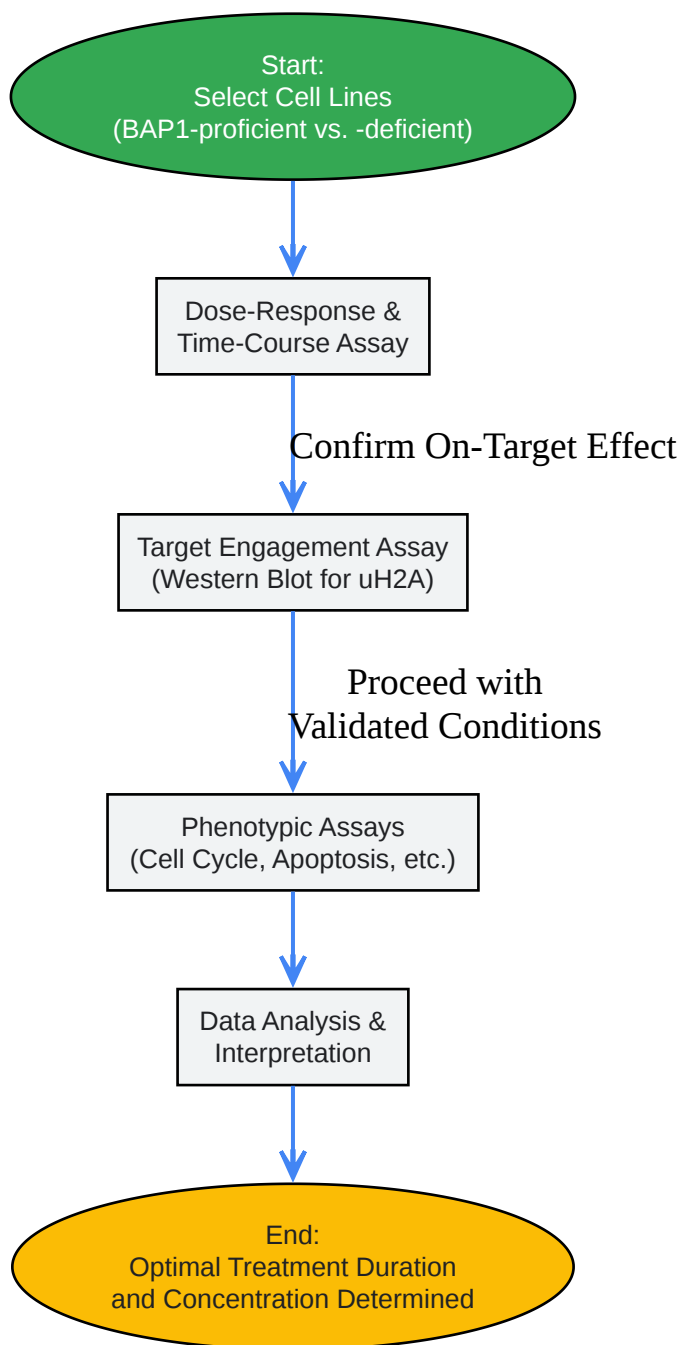 Start:
Select Cell Lines
(BAP1-proficient vs. -deficient)
Dose-Response &
Time-Course Assay
Confirm On-Target Effect
Target Engagement Assay
(Western Blot for uH2A)
Proceed with
Validated Conditions
Phenotypic Assays
(Cell Cycle, Apoptosis, etc.)
Data Analysis &
Interpretation
End:
Optimal Treatment Duration
and Concentration Determined